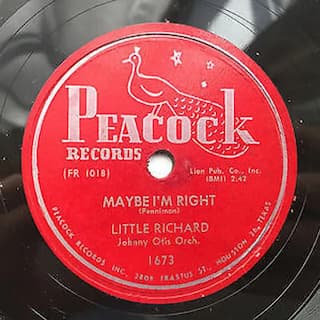 PEACOCK
RECORDS
(FR 1018)
Lion Pub. Co., Inc.
(BMI) 2:42
MAYBE I'M RIGHT
(Penniman)
LITTLE RICHARD
Johnny Otis Orch.
1673
PEACOCK RECORDS INC. 2809 ERASTUS ST., HOUSTON 26, TEXAS